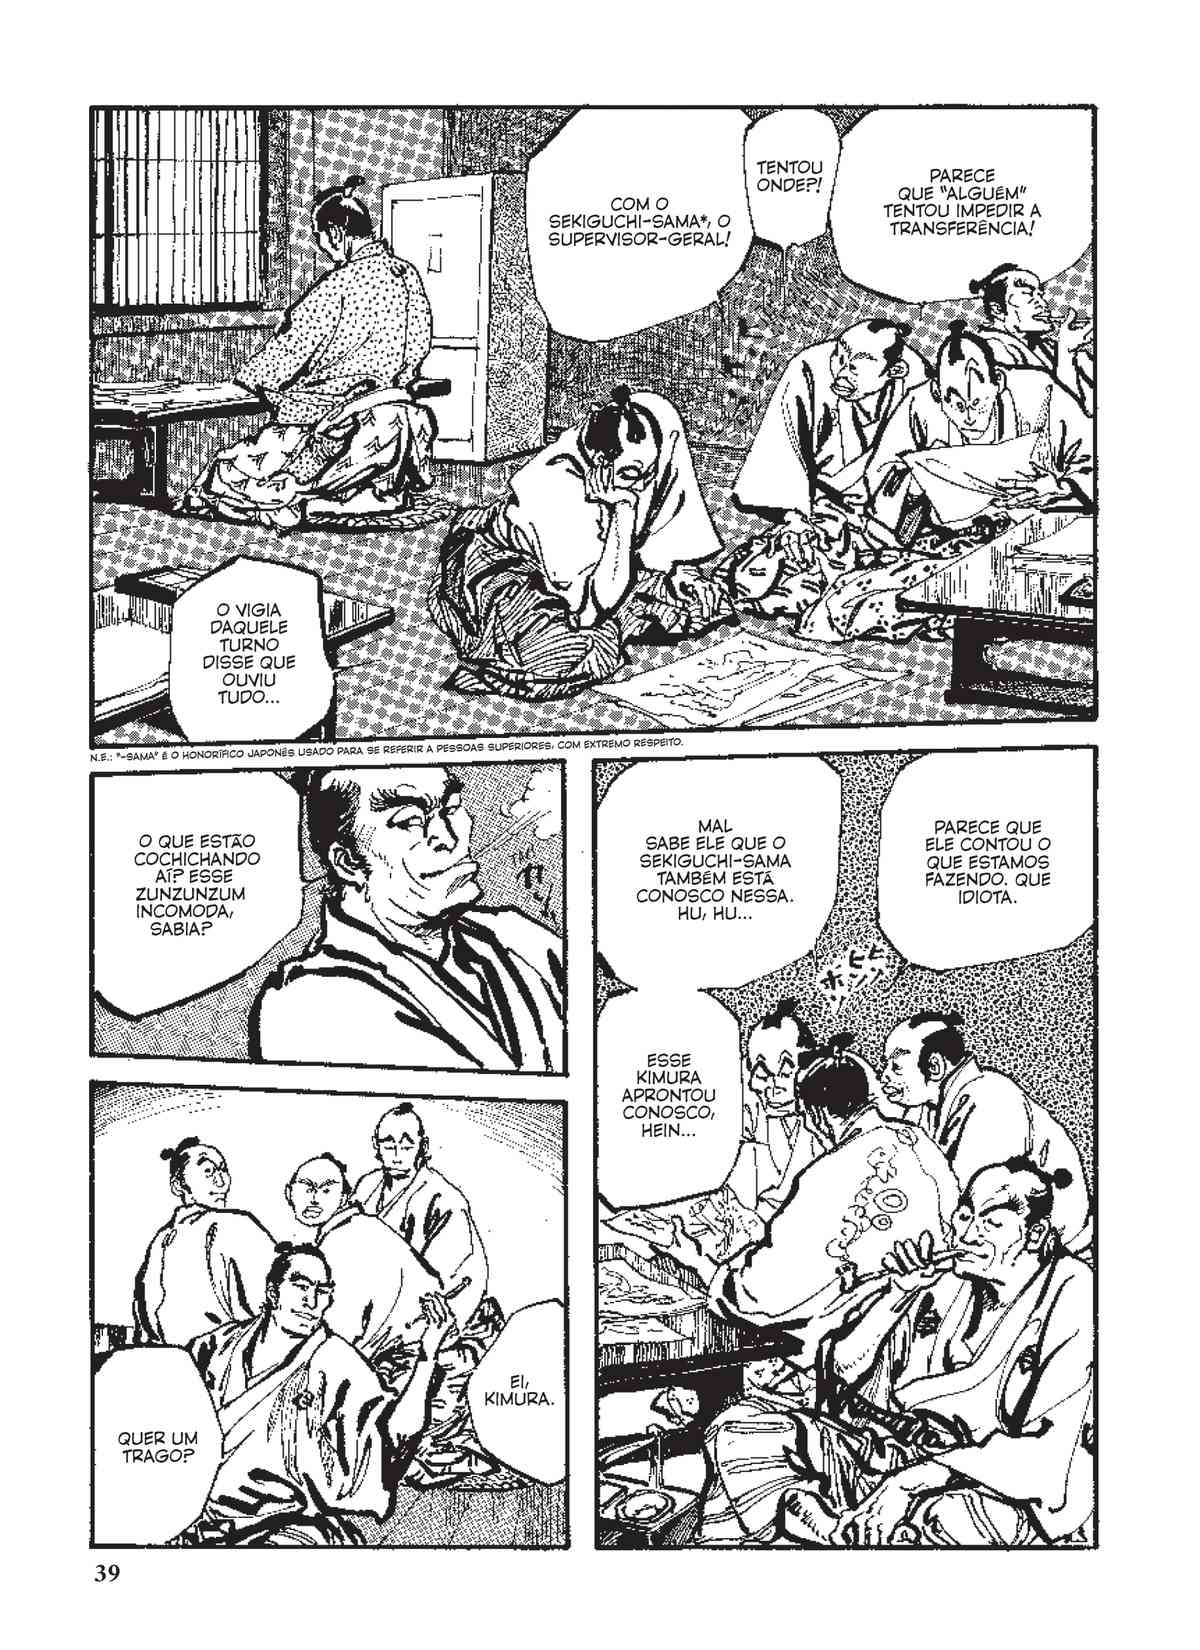 PARECE
QUE "ALGUÉM"
TENTOU IMPEDIR A
TRANSFERÊNCIA!
TENTOU
ONDE?!
COM O
SEKIGUCHI-SAMA*, O
SUPERVISOR-GERAL!
O VIGIA
DAQUELE
TURNO
DISSE QUE
OUVIU
TUDO...
N.E.: "-SAMA" É O HONORÍFICO JAPONÊS USADO PARA SE REFERIR A PESSOAS SUPERIORES, COM EXTREMO RESPEITO.
PARECE QUE
ELE CONTOU O
QUE ESTAMOS
FAZENDO. QUE
IDIOTA.
MAL
SABE ELE QUE O
SEKIGUCHI-SAMA
TAMBÉM ESTÁ
CONOSCO NESSA.
HU, HU...
ESSE
KIMURA
APRONTOU
CONOSCO,
HEIN...
O QUE ESTÃO
COCHICHANDO
AÍ? ESSE
ZUNZUNZUM
INCOMODA,
SABIA?
EI,
KIMURA.
QUER UM
TRAGO?
39